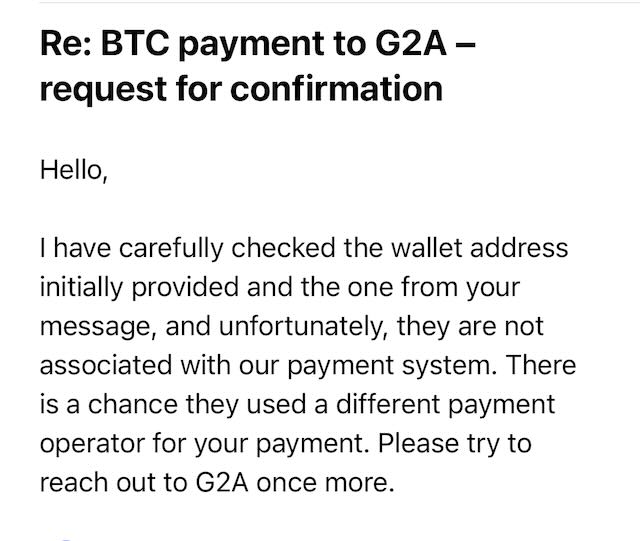 Re: BTC payment to G2A –
request for confirmation
Hello,
I have carefully checked the wallet address
initially provided and the one from your
message, and unfortunately, they are not
associated with our payment system. There
is a chance they used a different payment
operator for your payment. Please try to
reach out to G2A once more.